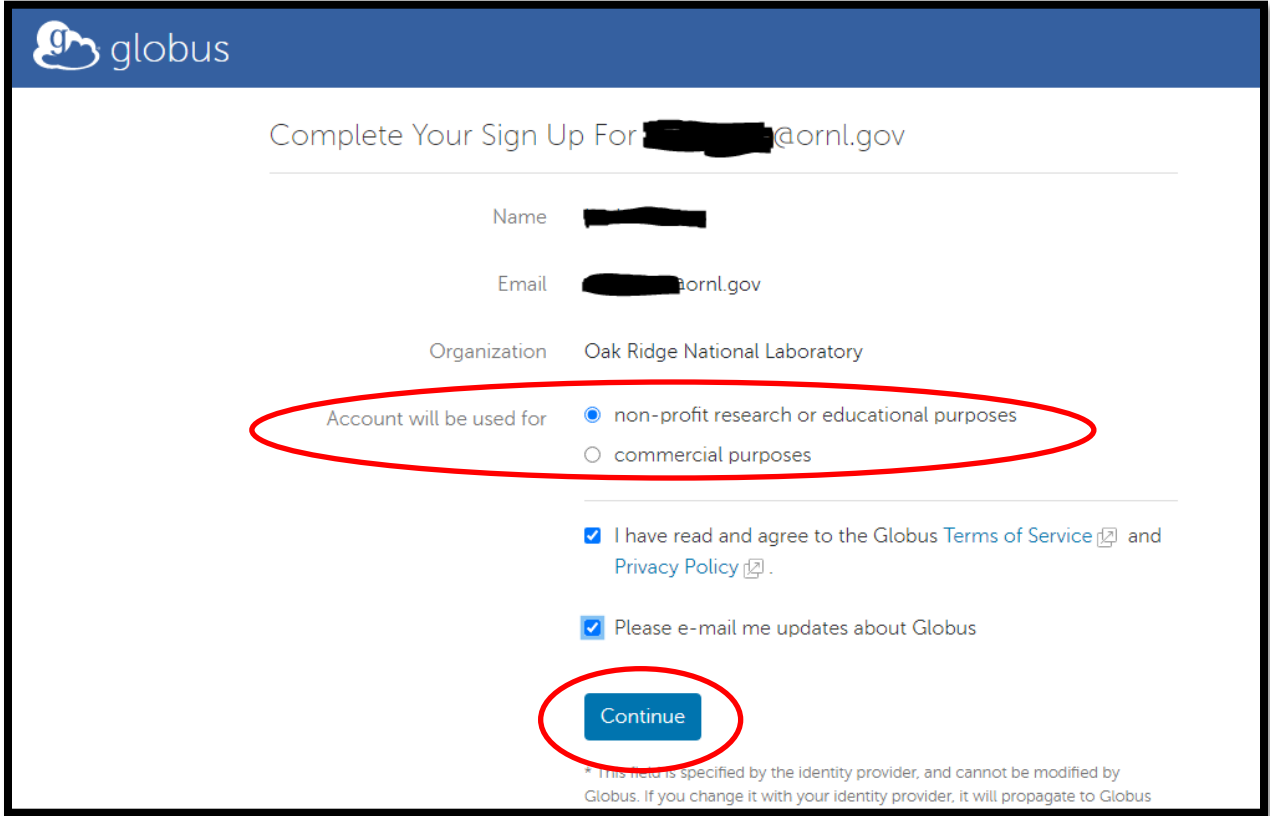 globus
Complete Your Sign Up For @ornl.gov
Name
Email ornl.gov
Organization Oak Ridge National Laboratory
Account will be used for non-profit research or educational purposes
commercial purposes
I have read and agree to the Globus Terms of Service and
Privacy Policy .
Please e-mail me updates about Globus
Continue
* This field is specified by the identity provider, and cannot be modified by
Globus. If you change it with your identity provider, it will propagate to Globus